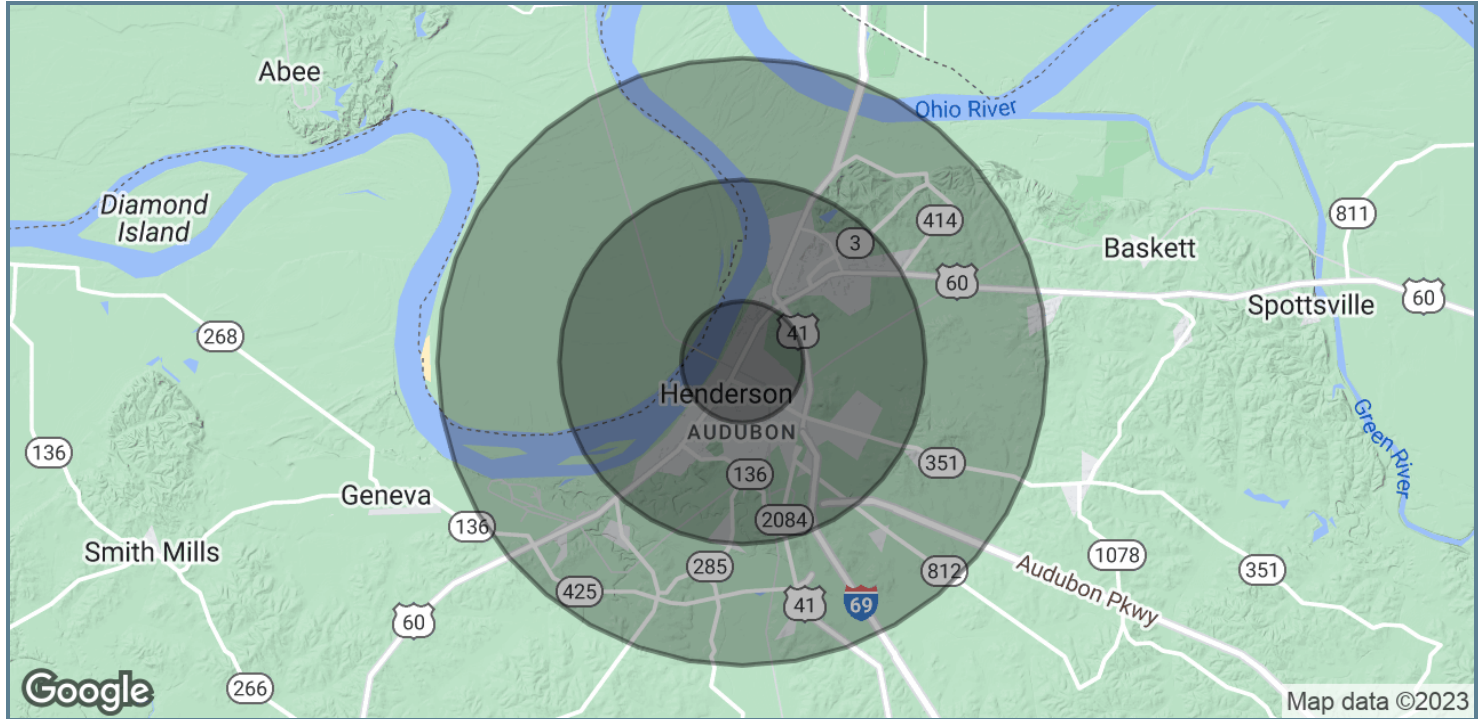 Abee
Ohio River
Diamond
Island
3
414
811
Baskett
60
60
Spottsville
268
41
Henderson
AUDUBON
Green River
136
136
351
Geneva
136
2084
Smith Mills
285
812
1078
351
Audubon Pkwy
425
41
69
60
266
Google
Map data ©2023